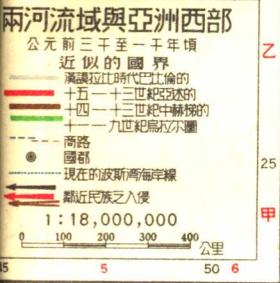 兩河流域與亞洲西部
公元前三千至一千年頃
近似的國界
漢謨拉比時代巴比倫的
十五—十三世紀亞述的
十四—十三世紀中赫梯的
十一—九世紀烏拉尔圖
商路
國都
現在的波斯灣海岸線
鄰近民族之入侵
1:18,000,000
0 100 200 300 400
公里
乙
25
甲
45 5 50 6